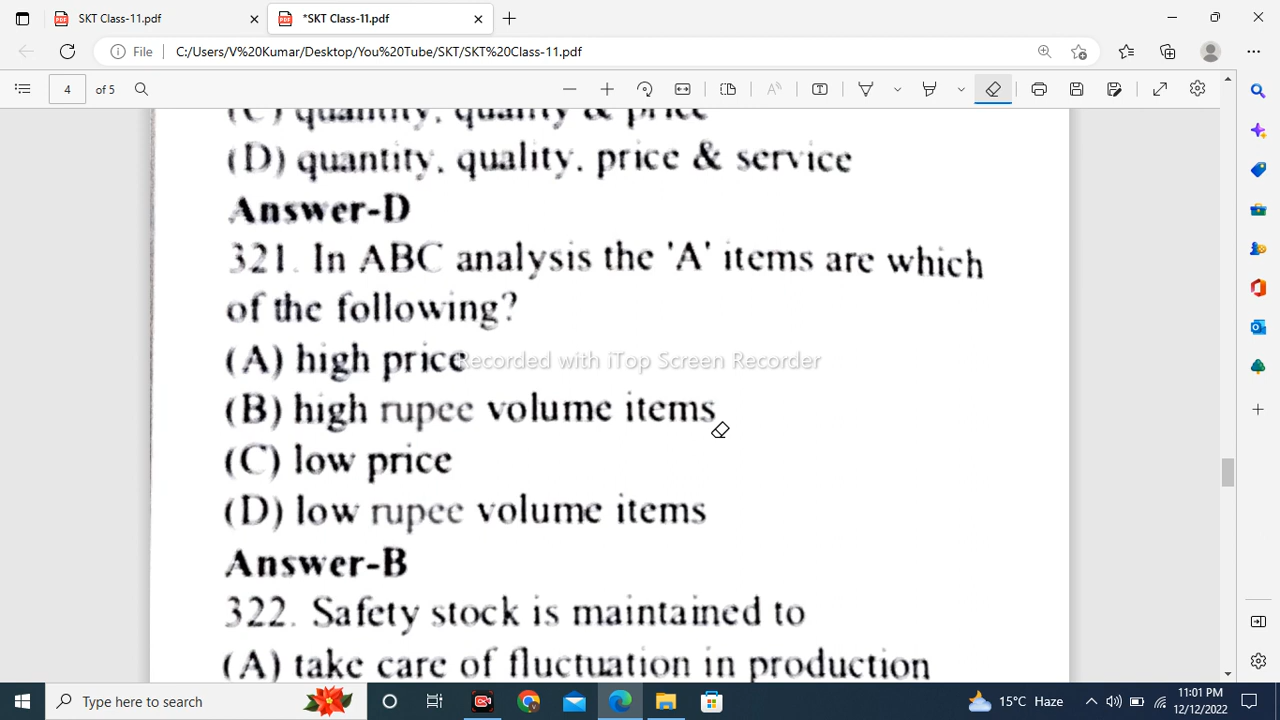 SKT Class-11.pdf
*SKT Class-11.pdf
File C:/Users/V%20Kumar/Desktop/You%20Tube/SKT/SKT%20Class-11.pdf
4 of 5
(C) quantity, quality & price
(D) quantity, quality, price & service
Answer-D
321. In ABC analysis the 'A' items are which
of the following?
(A) high price
Recorded with iTop Screen Recorder
(B) high rupee volume items
(C) low price
(D) low rupee volume items
Answer-B
322. Safety stock is maintained to
(A) take care of fluctuation in production
Type here to search
15°C Haze
11:01 PM
12/12/2022